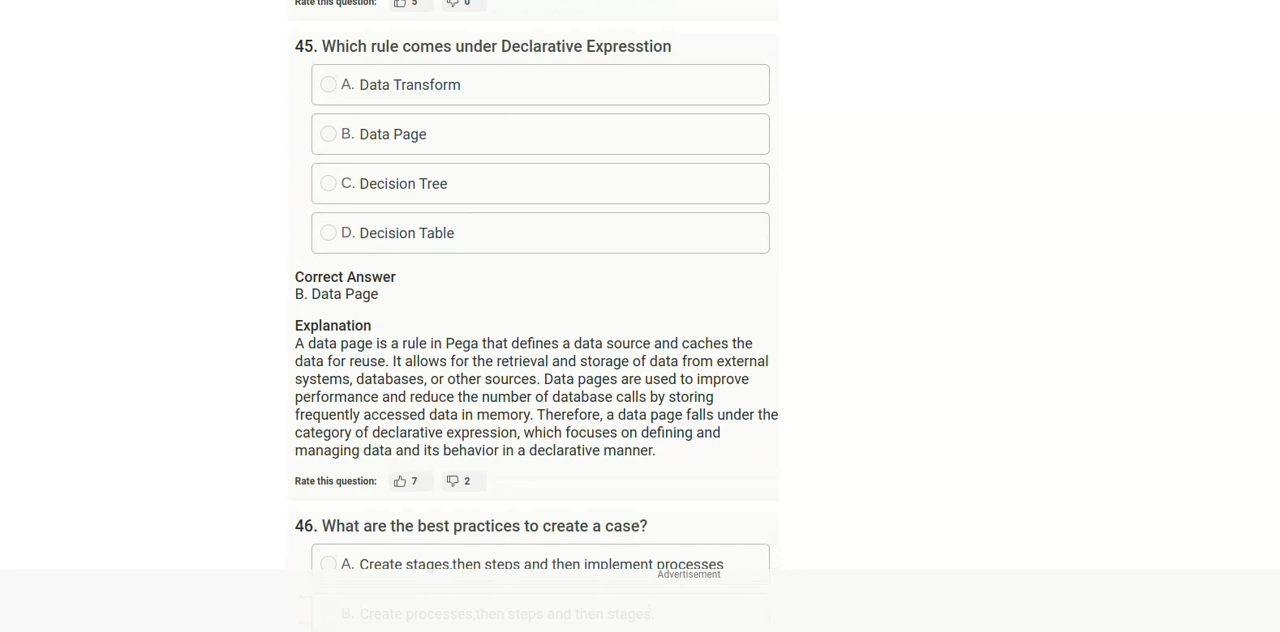 Rate this question: 5 0
45. Which rule comes under Declarative Expresstion
A. Data Transform
B. Data Page
C. Decision Tree
D. Decision Table
Correct Answer
B. Data Page
Explanation
A data page is a rule in Pega that defines a data source and caches the
data for reuse. It allows for the retrieval and storage of data from external
systems, databases, or other sources. Data pages are used to improve
performance and reduce the number of database calls by storing
frequently accessed data in memory. Therefore, a data page falls under the
category of declarative expression, which focuses on defining and
managing data and its behavior in a declarative manner.
Rate this question: 7 2
46. What are the best practices to create a case?
A. Create stages,then steps and then implement processes
Advertisement
B. Create processes,then steps and then stages.